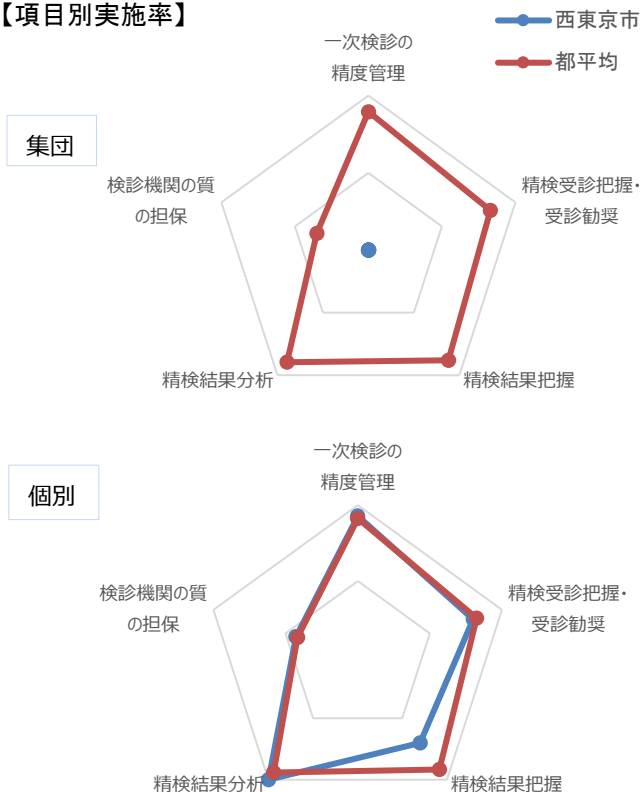 【項目別実施率】
西東京市
都平均
集団
一次検診の
精度管理
精検受診把握・
受診勧奨
精検結果把握
精検結果分析
検診機関の質
の担保
個別
一次検診の
精度管理
精検受診把握・
受診勧奨
精検結果把握
精検結果分析
検診機関の質
の担保